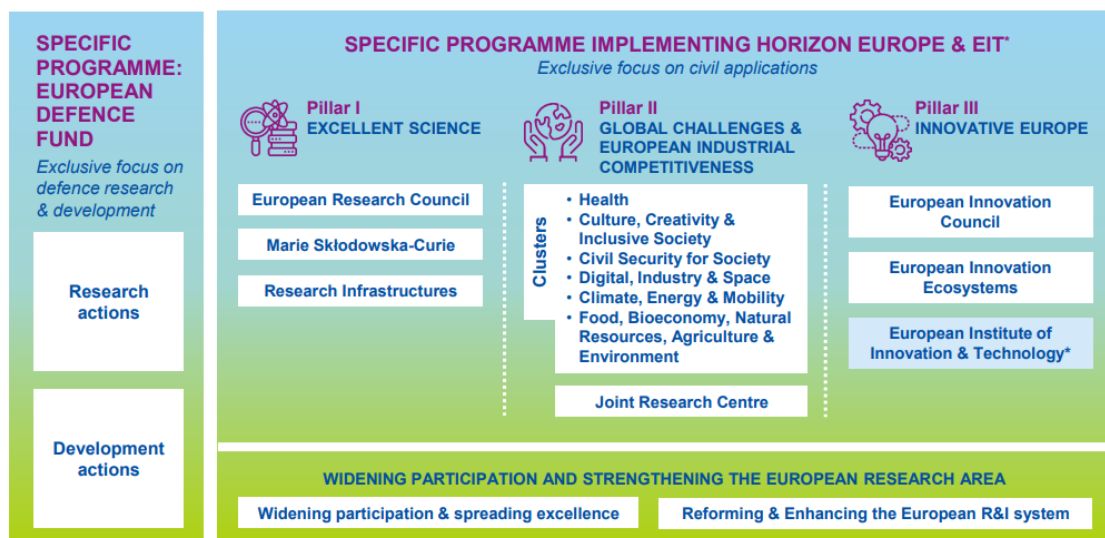 SPECIFIC
PROGRAMME:
EUROPEAN
DEFENCE
FUND
Exclusive focus on
defence research
& development
Research
actions
Development
actions
SPECIFIC PROGRAMME IMPLEMENTING HORIZON EUROPE & EIT*
Exclusive focus on civil applications
Pillar I
EXCELLENT SCIENCE
European Research Council
Marie Skłodowska-Curie
Research Infrastructures
Pillar II
GLOBAL CHALLENGES &
EUROPEAN INDUSTRIAL
COMPETITIVENESS
Clusters
• Health
• Culture, Creativity &
Inclusive Society
• Civil Security for Society
• Digital, Industry & Space
• Climate, Energy & Mobility
• Food, Bioeconomy, Natural
Resources, Agriculture &
Environment
Joint Research Centre
Pillar III
INNOVATIVE EUROPE
European Innovation
Council
European Innovation
Ecosystems
European Institute of
Innovation & Technology*
WIDENING PARTICIPATION AND STRENGTHENING THE EUROPEAN RESEARCH AREA
Widening participation & spreading excellence
Reforming & Enhancing the European R&I system